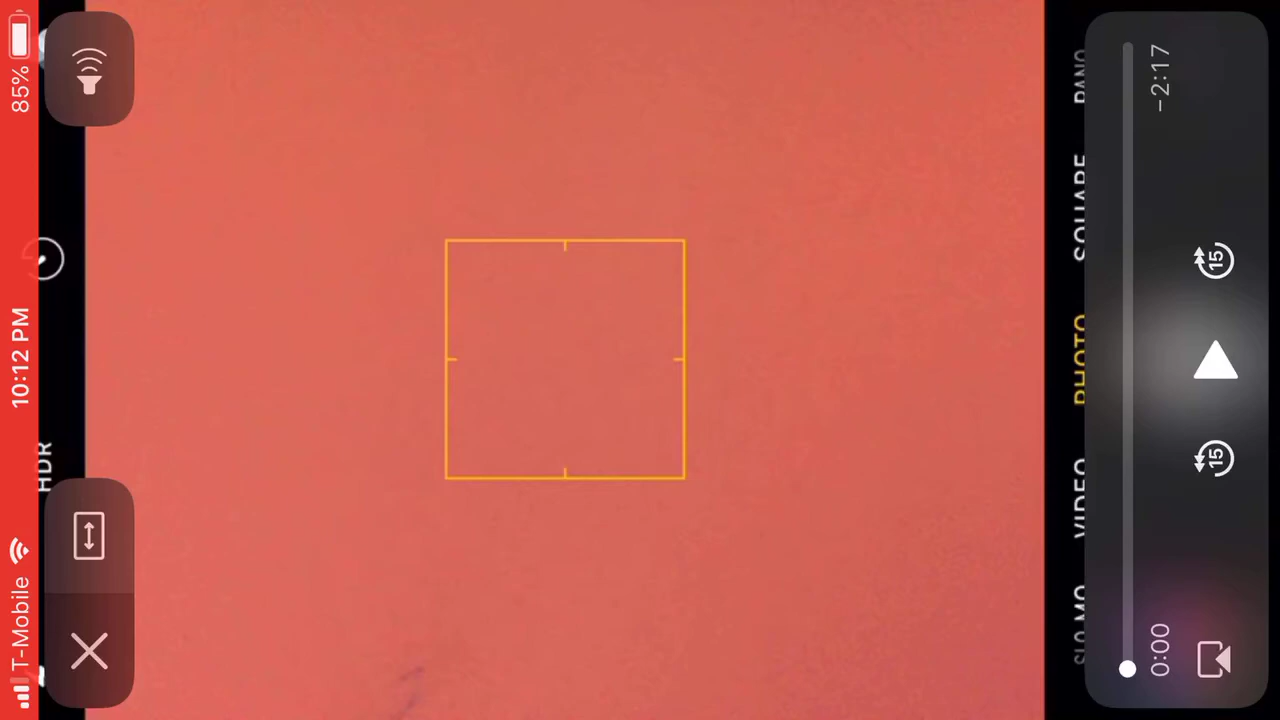 T-Mobile
10:12 PM
85%
HDR
SLO-MO
VIDEO
PHOTO
SQUARE
PANO
0:00
-2:17
15
15